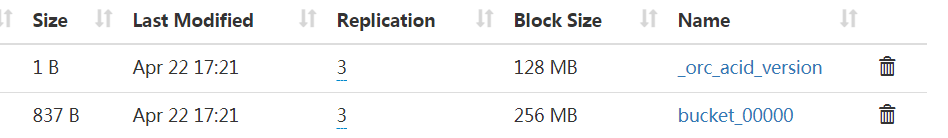 Size Last Modified Replication Block Size Name
1 B Apr 22 17:21 3 128 MB _orc_acid_version
837 B Apr 22 17:21 3 256 MB bucket_00000